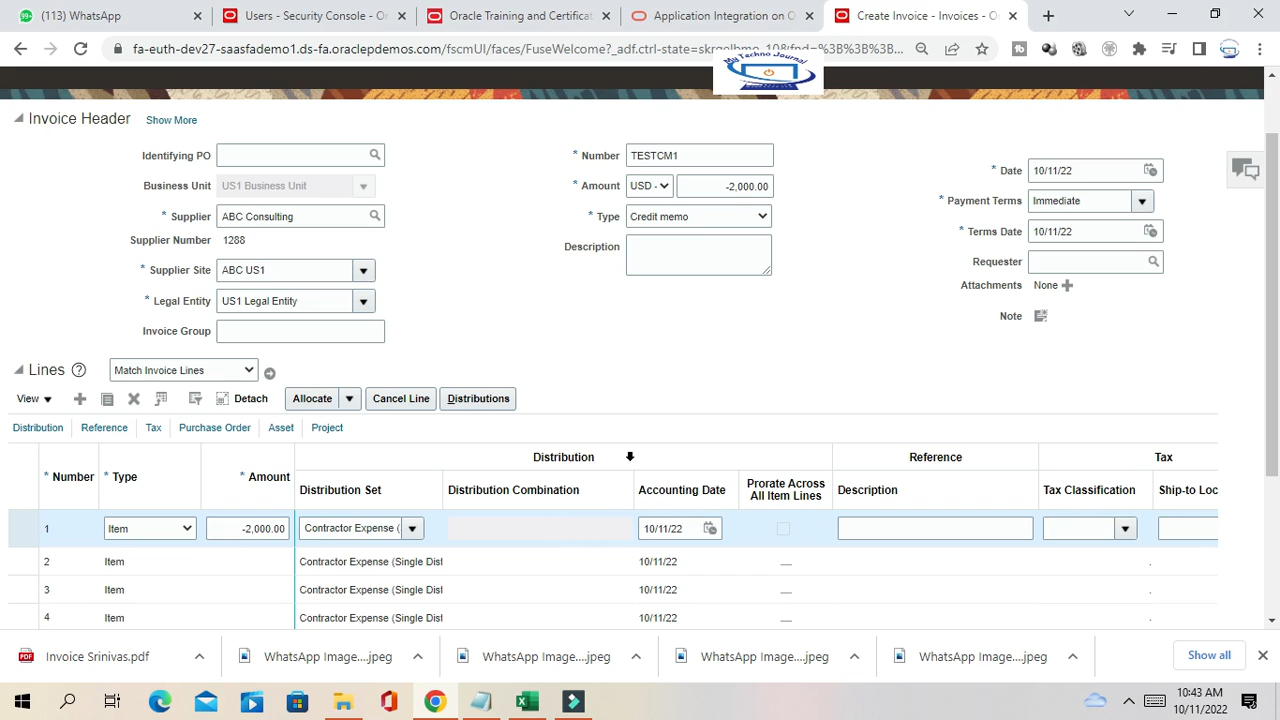 (113) WhatsApp
Users - Security Console - Or
Oracle Training and Certificat
Application Integration on O
Create Invoice - Invoices - O
fa-euth-dev27-saasfademo1.ds-fa.oraclepdemos.com/fscmUI/faces/FuseWelcome?_adf.ctrl-state=skrgelbmo_108fnd=%3B%3B%3B...
My Techno Journal
Invoice Header Show More
Identifying PO
Business Unit US1 Business Unit
* Supplier ABC Consulting
Supplier Number 1288
* Supplier Site ABC US1
* Legal Entity US1 Legal Entity
Invoice Group
* Number TESTCM1
* Amount USD - -2,000.00
* Type Credit memo
Description
* Date 10/11/22
* Payment Terms Immediate
* Terms Date 10/11/22
Requester
Attachments None
Note
Lines ? Match Invoice Lines
View Detach Allocate Cancel Line Distributions
Distribution Reference Tax Purchase Order Asset Project
Distribution Reference Tax
* Number * Type * Amount Distribution Set Distribution Combination Accounting Date Prorate Across All Item Lines Description Tax Classification Ship-to Loc
1 Item -2,000.00 Contractor Expense ( 10/11/22
2 Item Contractor Expense (Single Dist 10/11/22
3 Item Contractor Expense (Single Dist 10/11/22
4 Item Contractor Expense (Single Dist 10/11/22
Invoice Srinivas.pdf WhatsApp Image....jpeg WhatsApp Image....jpeg WhatsApp Image....jpeg WhatsApp Image....jpeg Show all
10:43 AM
10/11/2022